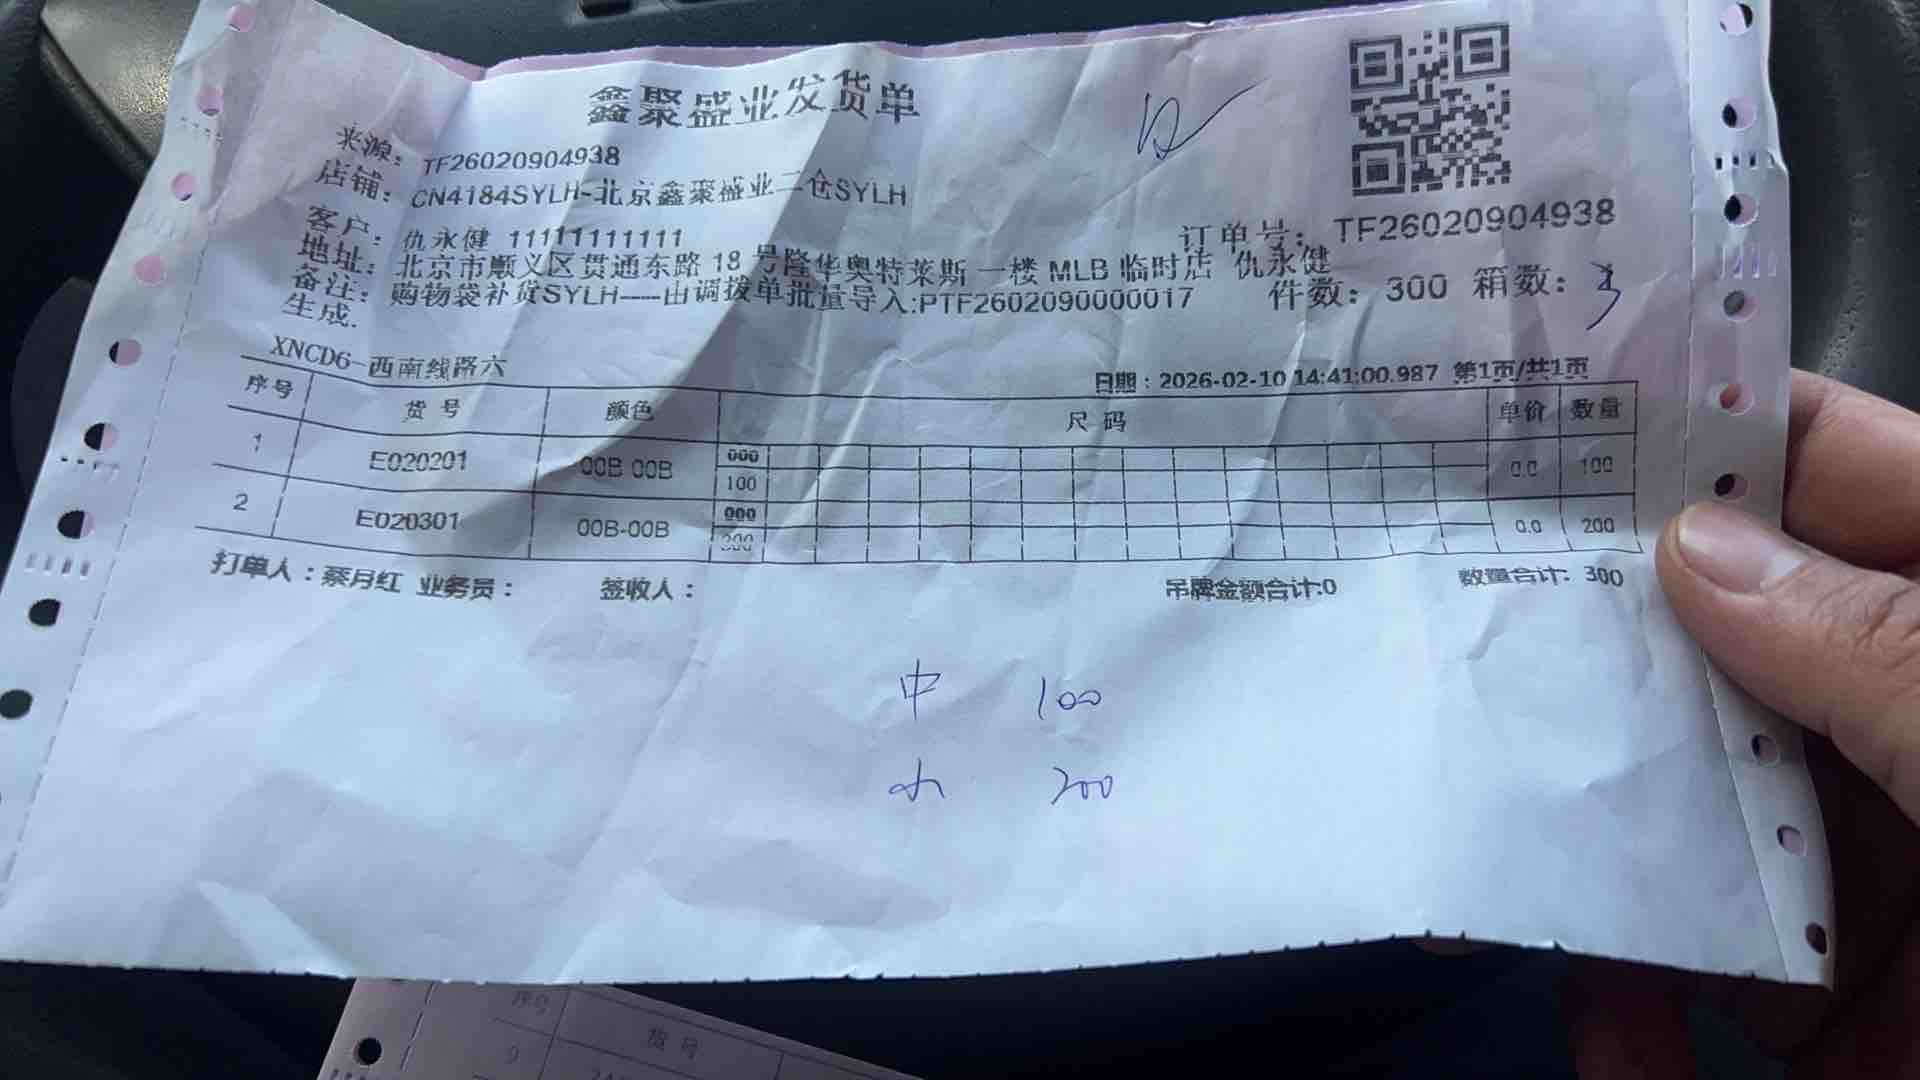 鑫聚盛业发货单
来源：TF26020904938
店铺：CN4184SYLH-北京鑫聚盛业二仓SYLH
客户：仇永健 11111111111
订单号：TF26020904938
地址：北京市顺义区贯通东路 18 号隆华奥特莱斯 一楼 MLB 临时店 仇永健
备注：购物袋补货SYLH----由调拨单批量导入:PTF2602090000017 件数：300 箱数：3
生成.
XNCD6-西南线路六
日期：2026-02-10 14:41:00.987 第1页/共1页
序号 货号 颜色 尺码 单价 数量
1 E020201 00B-00B 000 0.0 100
100
2 E020301 00B-00B 000 0.0 200
200
打单人：蔡月红 业务员： 签收人： 吊牌金额合计:0 数量合计: 300
中 100
小 200
序号 货号
9